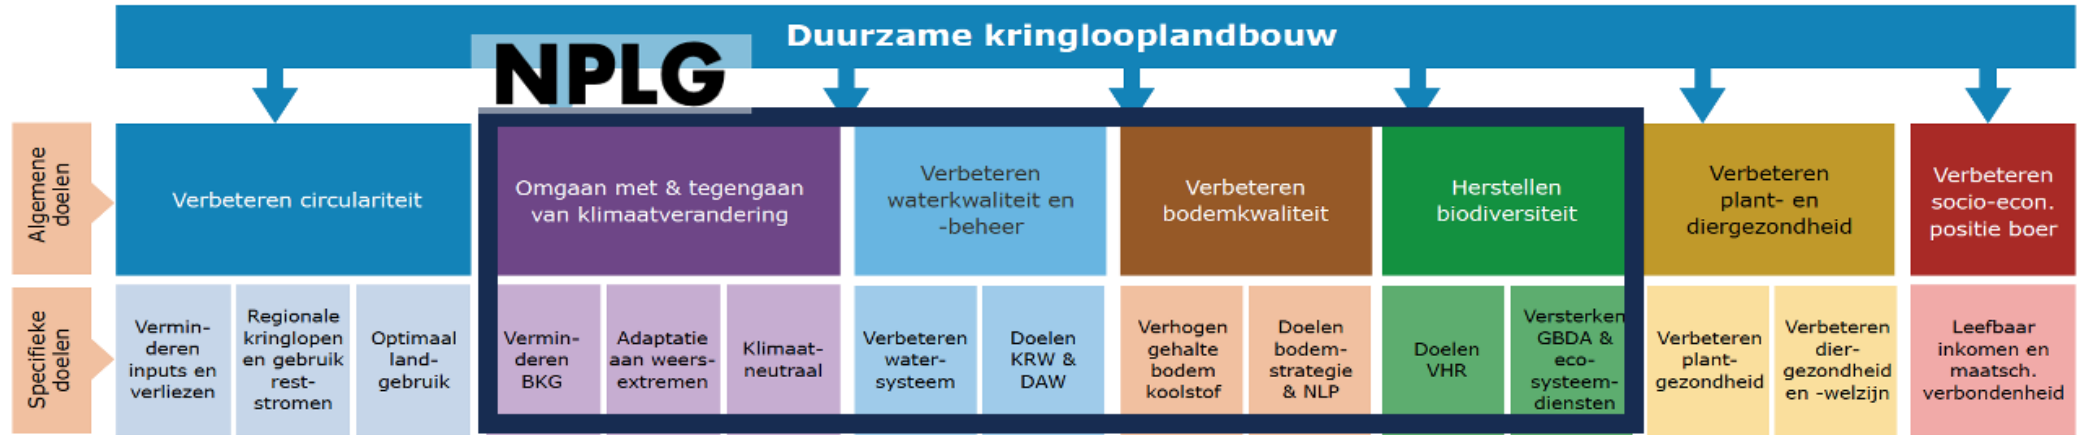 Duurzame kringlooplandbouw
NPLG
Algemene
doelen
Verbeteren circulariteit
Omgaan met & tegengaan
van klimaatverandering
Verbeteren
waterkwaliteit en
-beheer
Verbeteren
bodemkwaliteit
Herstellen
biodiversiteit
Verbeteren
plant- en
diergezondheid
Verbeteren
socio-econ.
positie boer
Specifieke
doelen
Vermin-
deren
inputs en
verliezen
Regionale
kringlopen
en gebruik
rest-
stromen
Optimaal
land-
gebruik
Vermin-
deren
BKG
Adaptatie
aan weers-
extremen
Klimaat-
neutraal
Verbeteren
water-
systeem
Doelen
KRW &
DAW
Verhogen
gehalte
bodem
koolstof
Doelen
bodem-
strategie
& NLP
Doelen
VHR
Versterken
GBDA &
eco-
systeem-
diensten
Verbeteren
plant-
gezondheid
Verbeteren
dier-
gezondheid
en -welzijn
Leefbaar
inkomen en
maatsch.
verbondenheid